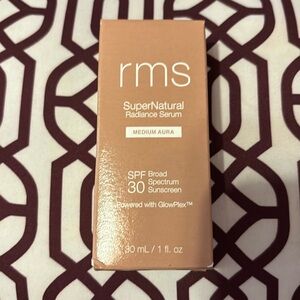 rms
SuperNatural
Radiance Serum
MEDIUM AURA
SPF Broad
30 Spectrum
Sunscreen
Powered with GlowPlex™
30 mL / 1 fl. oz